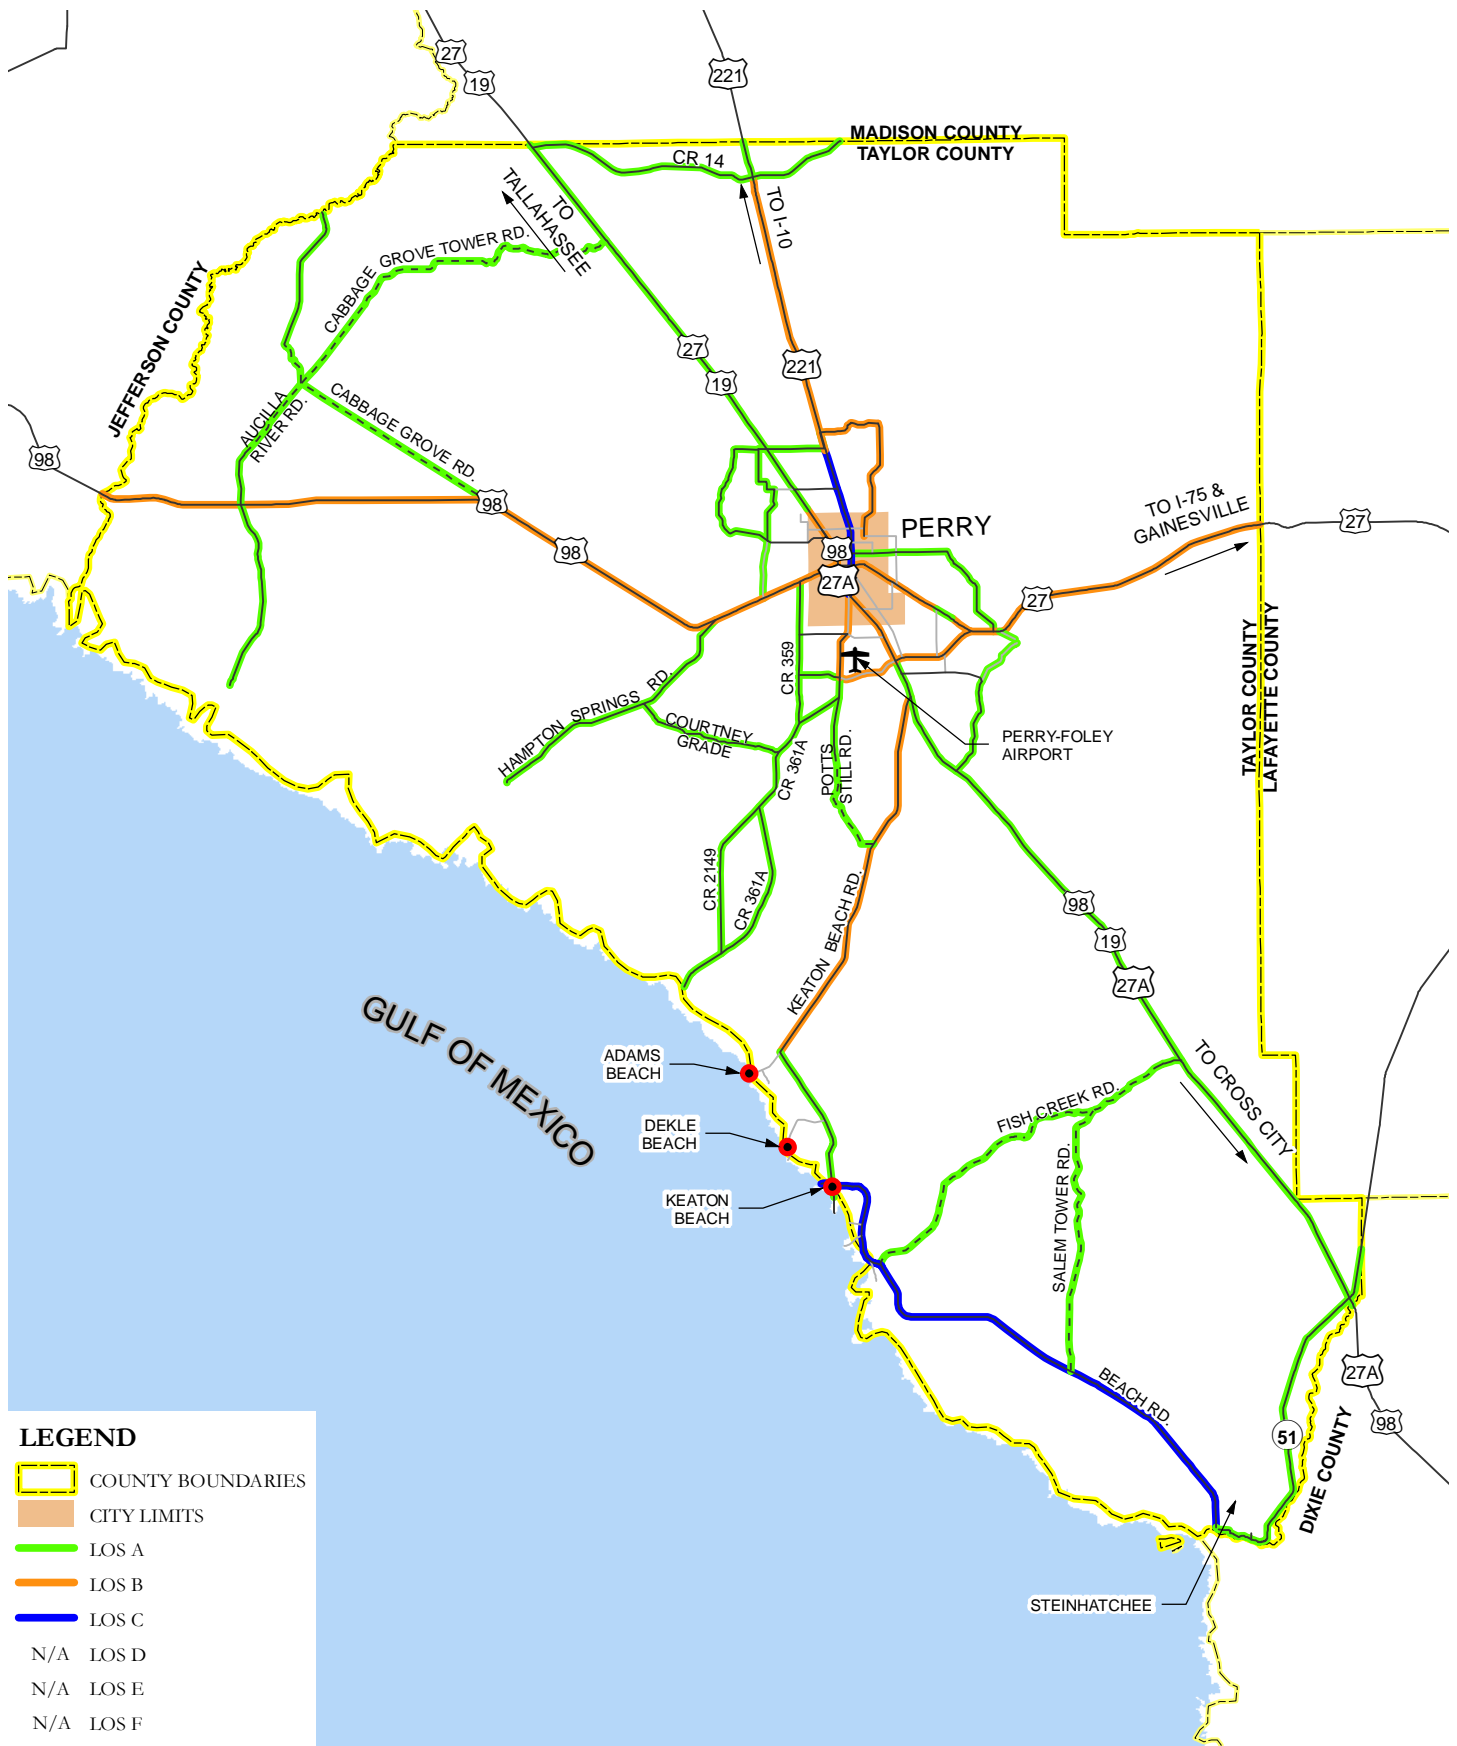 27
19
221
MADISON COUNTY
TAYLOR COUNTY
CR 14
TO
TALLAHASSEE
TO I-10
CABBAGE GROVE TOWER RD.
JEFFERSON COUNTY
27
19
221
AUCILLA
RIVER RD.
CABBAGE GROVE RD.
98
98
98
PERRY
98
27A
TO I-75 &
GAINESVILLE
27
27
CR 359
HAMPTON SPRINGS RD.
COURTNEY
GRADE
CR 361A
POTTS
STILL RD.
PERRY-FOLEY
AIRPORT
TAYLOR COUNTY
LAFAYETTE COUNTY
CR 2149
CR 361A
KEATON BEACH RD.
98
19
27A
GULF OF MEXICO
ADAMS
BEACH
DEKLE
BEACH
KEATON
BEACH
FISH CREEK RD.
TO CROSS CITY
SALEM TOWER RD.
BEACH RD.
27A
98
51
DIXIE COUNTY
STEINHATCHEE
LEGEND
COUNTY BOUNDARIES
CITY LIMITS
LOS A
LOS B
LOS C
N/A LOS D
N/A LOS E
N/A LOS F